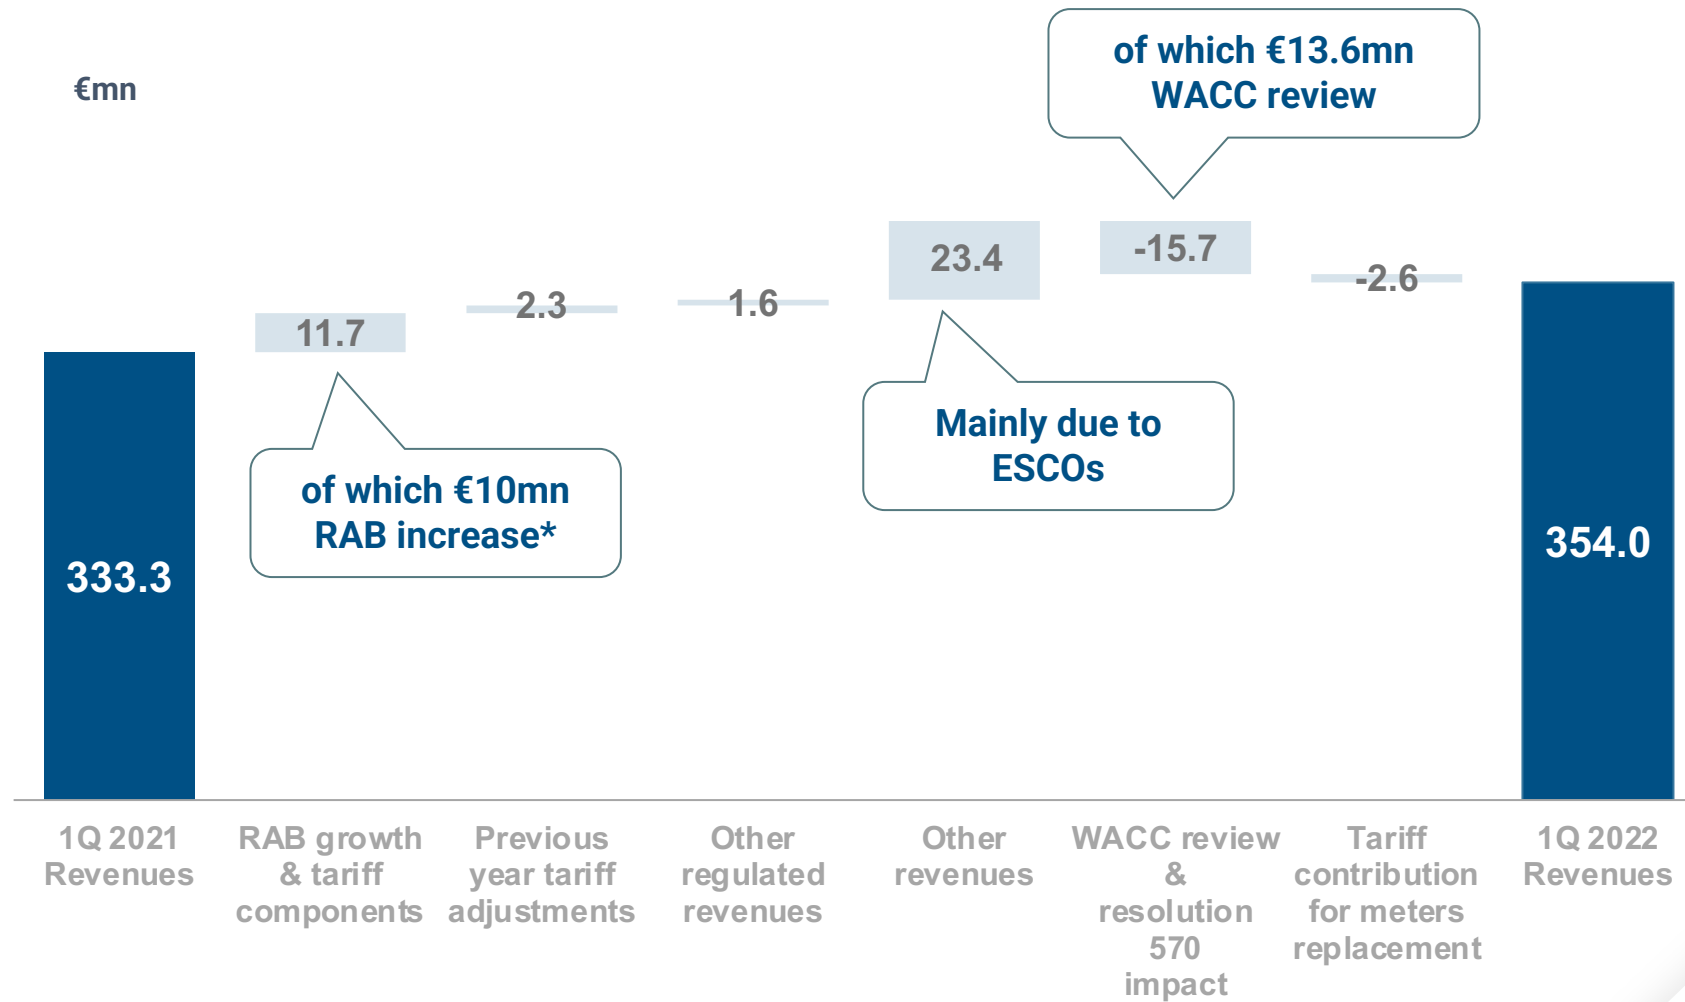 €mn
of which €13.6mn
WACC review
333.3
11.7
2.3
1.6
23.4
-15.7
-2.6
354.0
of which €10mn
RAB increase*
Mainly due to
ESCOs
1Q 2021
Revenues
RAB growth
& tariff
components
Previous
year tariff
adjustments
Other
regulated
revenues
Other
revenues
WACC review
&
resolution
570
impact
Tariff
contribution
for meters
replacement
1Q 2022
Revenues